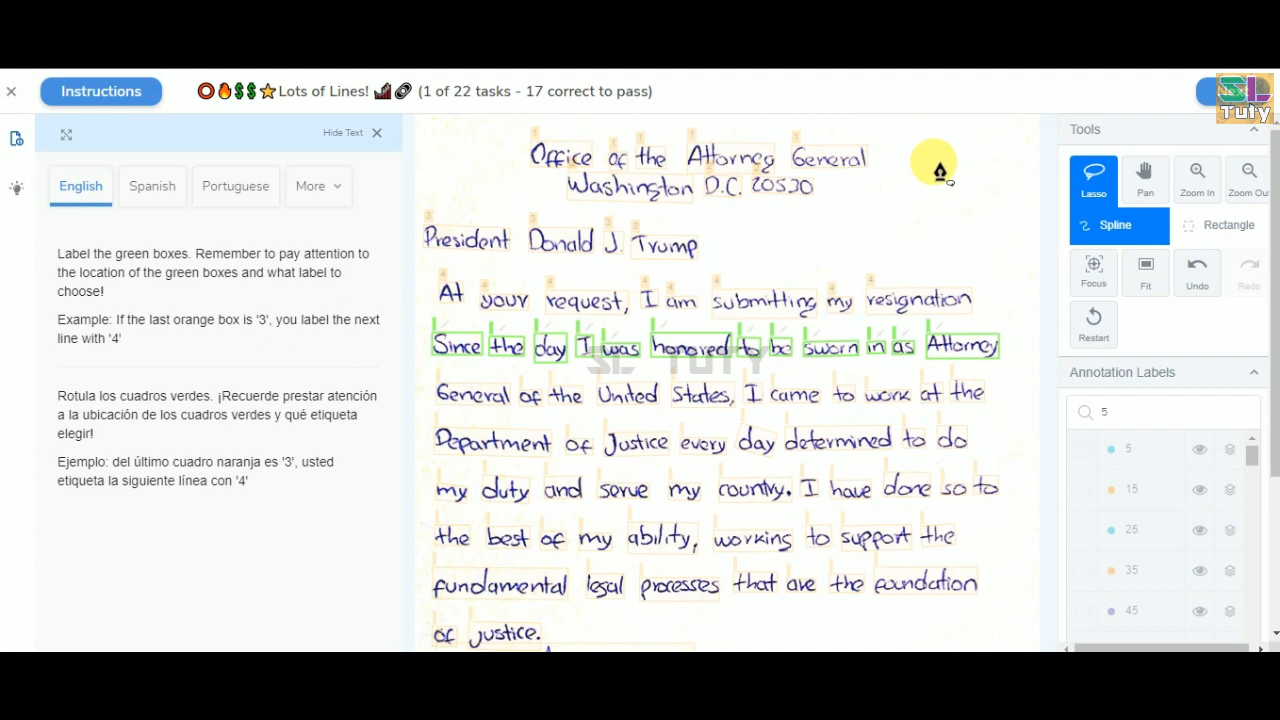 Instructions
⭕🔥💲💲⭐Lots of Lines! (1 of 22 tasks - 17 correct to pass)
SL
Tuty
Hide Text
English Spanish Portuguese More
Label the green boxes. Remember to pay attention to
the location of the green boxes and what label to
choose!
Example: If the last orange box is '3', you label the next
line with '4'
Rotula los cuadros verdes. ¡Recuerde prestar atención
a la ubicación de los cuadros verdes y qué etiqueta
elegir!
Ejemplo: del último cuadro naranja es '3', usted
etiqueta la siguiente línea con '4'
Office of the Attorney General
Washington D.C. 20530
President Donald J. Trump
At your request, I am submitting my resignation
Since the day I was honored to be sworn in as Attorney
SL TUTY
General of the United States, I came to work at the
Department of Justice every day determined to do
my duty and serve my country. I have done so to
the best of my ability, working to support the
fundamental legal processes that are the foundation
of justice.
Tools
Lasso Pan Zoom In Zoom Ou
Spline Rectangle
Focus Fit Undo Redo
Restart
Annotation Labels
5
5
15
25
35
45